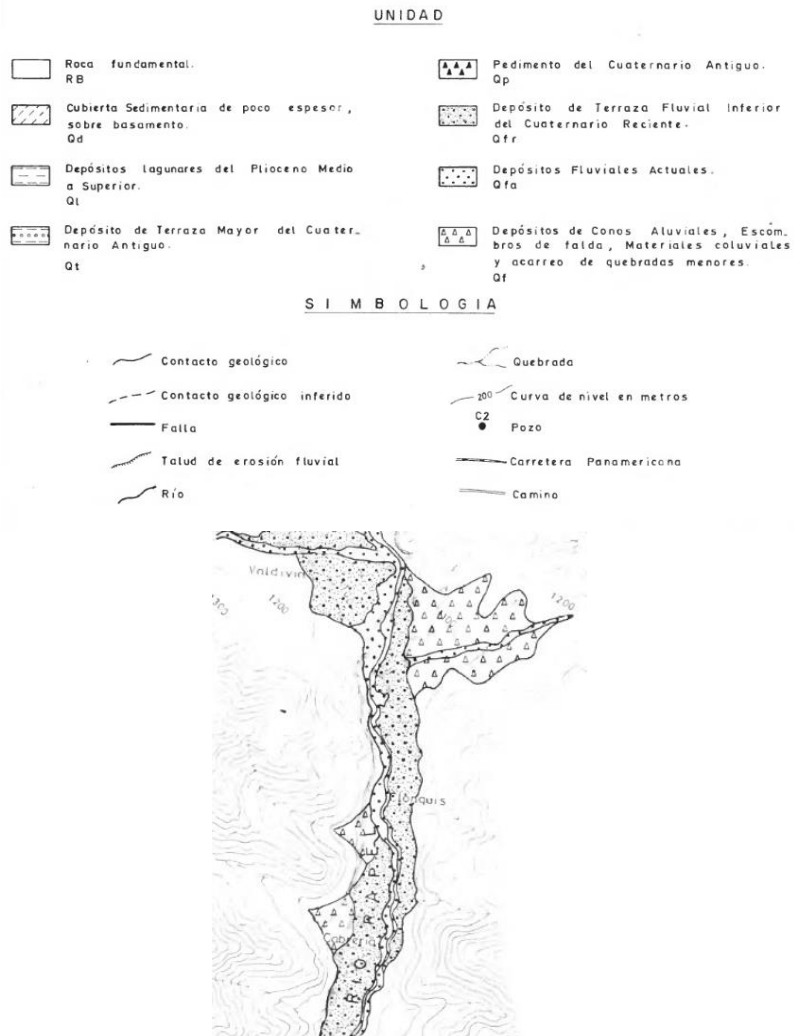 UNIDAD
Roca fundamental.
RB
Cubierta Sedimentaria de poco espesor,
sobre basamento.
Qd
Depósitos lagunares del Plioceno Medio
a Superior.
Ql
Depósito de Terraza Mayor del Cuater_
nario Antiguo.
Qt
Pedimento del Cuaternario Antiguo.
Qp
Depósito de Terraza Fluvial Inferior
del Cuaternario Reciente.
Qfr
Depósitos Fluviales Actuales.
Qfa
Depósitos de Conos Aluviales, Escóm_
bros de falda, Materiales coluviales
y acarreo de quebradas menores.
Qf
SIMBOLOGIA
Contacto geológico
Contacto geológico inferido
Falla
Talud de erosión fluvial
Río
Quebrada
200 Curva de nivel en metros
C2
Pozo
Carretera Panamericana
Camino
Valdivia
1300
1200
1200
RIO RAPEL